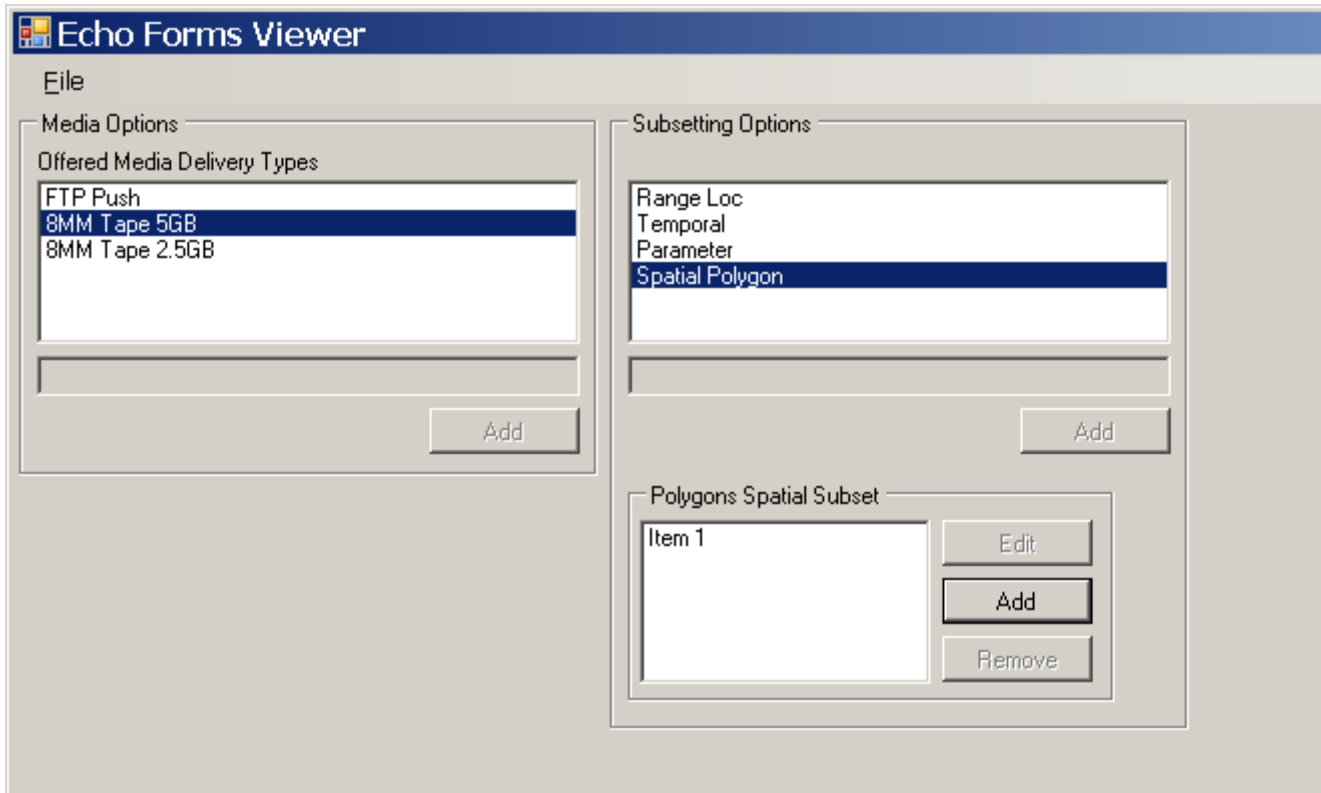 Echo Forms Viewer
File
Media Options
Offered Media Delivery Types
FTP Push
8MM Tape 5GB
8MM Tape 2.5GB
Add
Subsetting Options
Range Loc
Temporal
Parameter
Spatial Polygon
Add
Polygons Spatial Subset
Item 1
Edit
Add
Remove